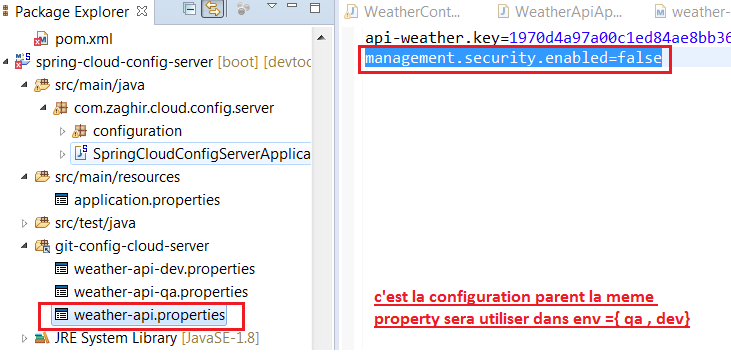 Package Explorer
pom.xml
spring-cloud-config-server [boot] [devtoo
src/main/java
com.zaghir.cloud.config.server
configuration
SpringCloudConfigServerApplica
src/main/resources
application.properties
src/test/java
git-config-cloud-server
weather-api-dev.properties
weather-api-qa.properties
weather-api.properties
JRE System Library [JavaSE-1.8]
WeatherCont...
WeatherApiAp...
weather-
api-weather.key=1970d4a97a00c1ed84ae8bb36
management.security.enabled=false
c'est la configuration parent la meme
property sera utiliser dans env ={ qa , dev}